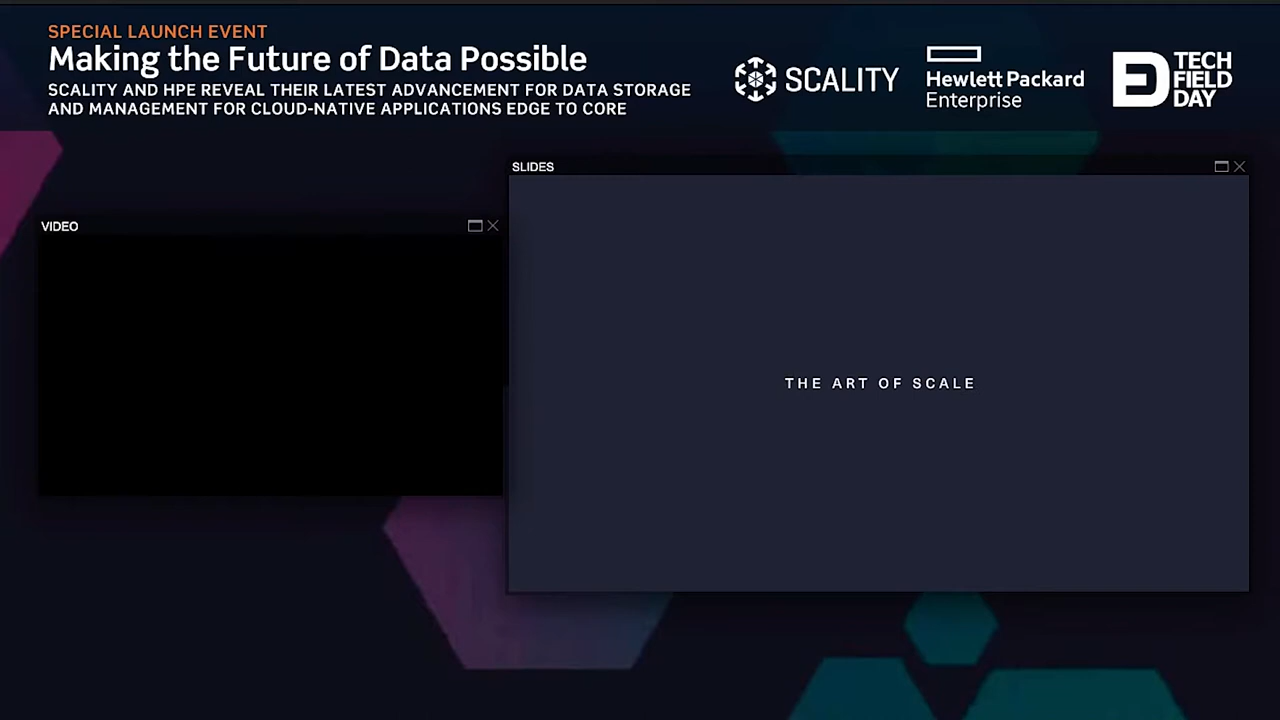 SPECIAL LAUNCH EVENT
Making the Future of Data Possible
SCALITY AND HPE REVEAL THEIR LATEST ADVANCEMENT FOR DATA STORAGE
AND MANAGEMENT FOR CLOUD-NATIVE APPLICATIONS EDGE TO CORE
SCALITY
Hewlett Packard
Enterprise
TECH
FIELD
DAY
VIDEO
SLIDES
THE ART OF SCALE